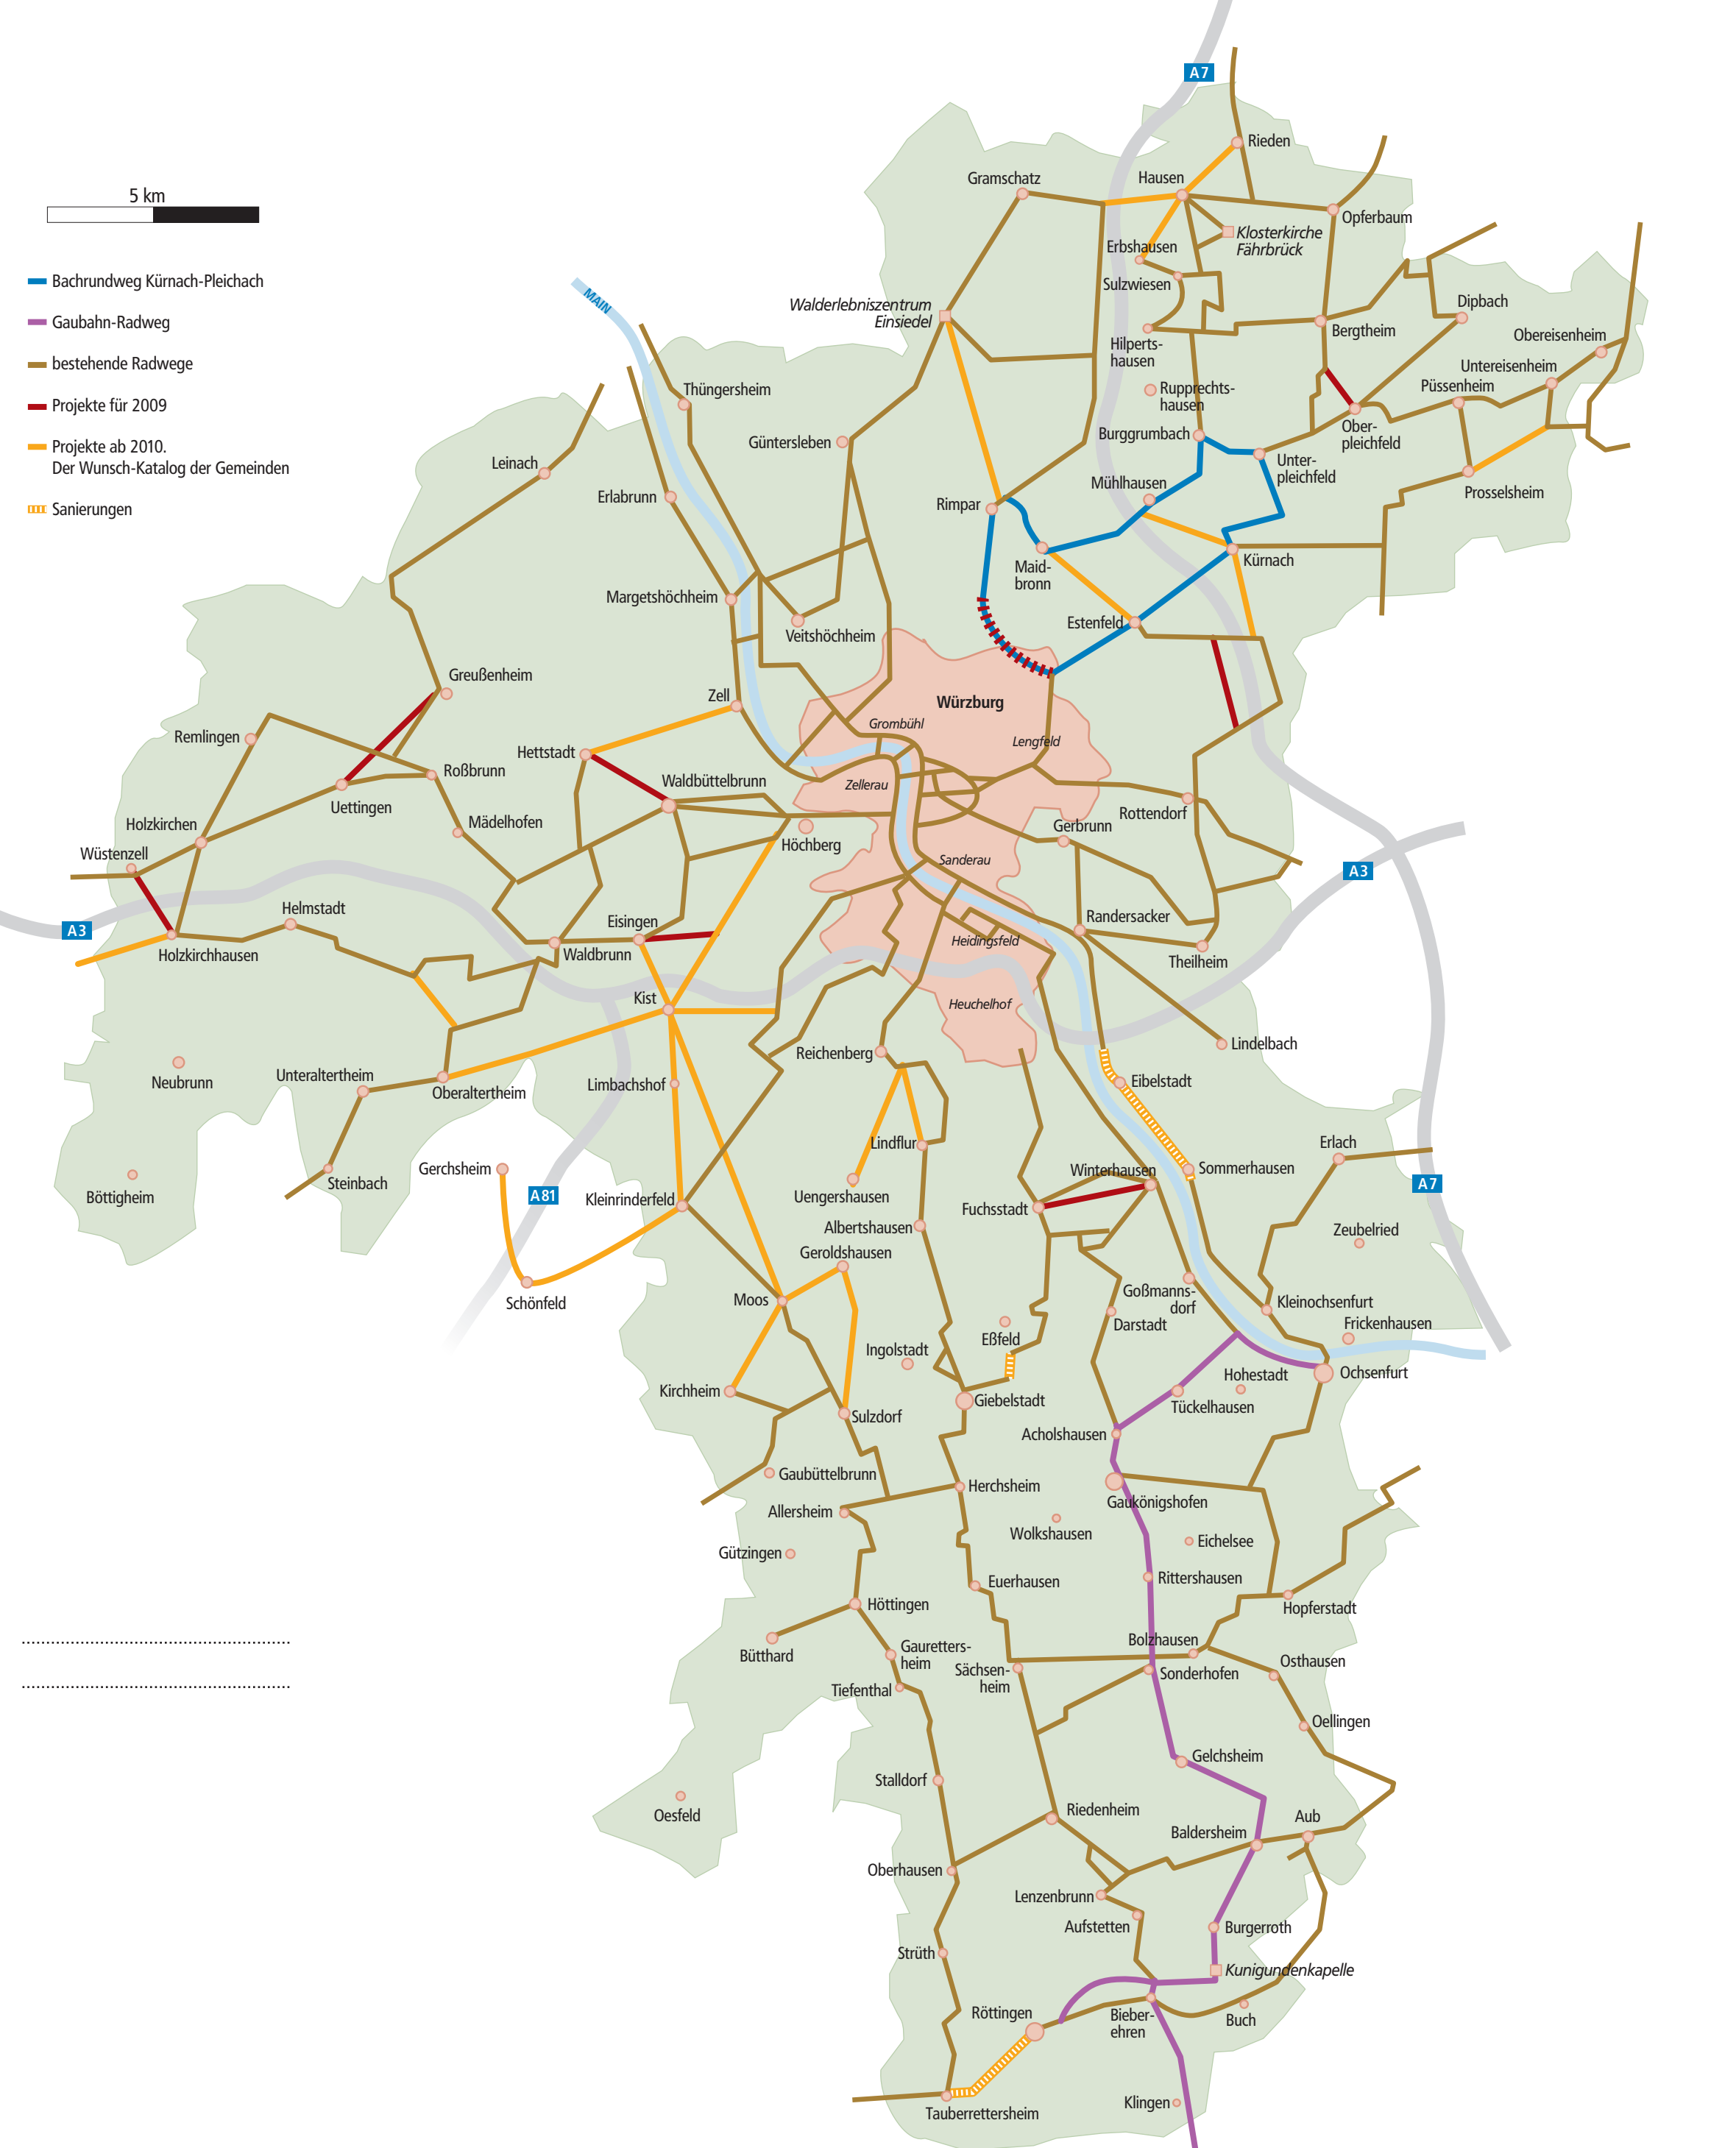 5 km
Bachrundweg Kürnach-Pleichach
Gaubahn-Radweg
bestehende Radwege
Projekte für 2009
Projekte ab 2010.
Der Wunsch-Katalog der Gemeinden
Sanierungen
A7
Rieden
Gramschatz
Hausen
Opferbaum
Klosterkirche
Fährbrück
Erbshausen
Sulzwiesen
MAIN
Walderlebniszentrum
Einsiedel
Dipbach
Bergtheim
Obereisenheim
Hilperts-
hausen
Untereisenheim
Püssenheim
Thüngersheim
Rupprechts-
hausen
Ober-
pleichfeld
Güntersleben
Burggrumbach
Unter-
pleichfeld
Leinach
Erlabrunn
Mühlhausen
Prosselsheim
Rimpar
Kürnach
Maid-
bronn
Margetshöchheim
Veitshöchheim
Estenfeld
Greußenheim
Zell
Würzburg
Grombühl
Remlingen
Hettstadt
Lengfeld
Roßbrunn
Waldbüttelbrunn
Zellerau
Uettingen
Rottendorf
Holzkirchen
Mädelhofen
Gerbrunn
Höchberg
Wüstenzell
Sanderau
A3
Helmstadt
Eisingen
Randersacker
A3
Holzkirchhausen
Waldbrunn
Heidingsfeld
Theilheim
Kist
Heuchelhof
Lindelbach
Reichenberg
Neubrunn
Unteraltertheim
Oberaltertheim
Limbachshof
Eibelstadt
Lindflur
Erlach
Gerchsheim
Winterhausen
Sommerhausen
Böttigheim
Steinbach
A81
Kleinrinderfeld
Uengershausen
A7
Fuchsstadt
Albertshausen
Zeubelried
Geroldshausen
Schönfeld
Moos
Goßmanns-
dorf
Kleinochsenfurt
Darstadt
Eßfeld
Frickenhausen
Ingolstadt
Hohestadt
Ochsenfurt
Kirchheim
Giebelstadt
Tückelhausen
Sulzdorf
Acholshausen
Gaubüttelbrunn
Herchsheim
Gaukönigshofen
Allersheim
Wolkshausen
Eichelsee
Gützingen
Euerhausen
Rittershausen
Höttingen
Hopferstadt
Bütthard
Gauretters-
heim
Bolzhausen
Sächsen-
heim
Sonderhofen
Osthausen
Tiefenthal
Oellingen
Gelchsheim
Stalldorf
Oesfeld
Riedenheim
Aub
Baldersheim
Oberhausen
Lenzenbrunn
Aufstetten
Burgerroth
Strüth
Kunigundenkapelle
Röttingen
Bieber-
ehren
Buch
Klingen
Tauberrettersheim